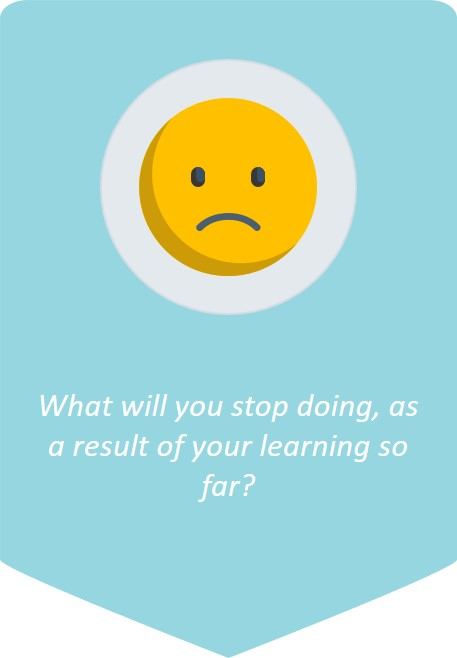 What will you stop doing, as
a result of your learning so
far?